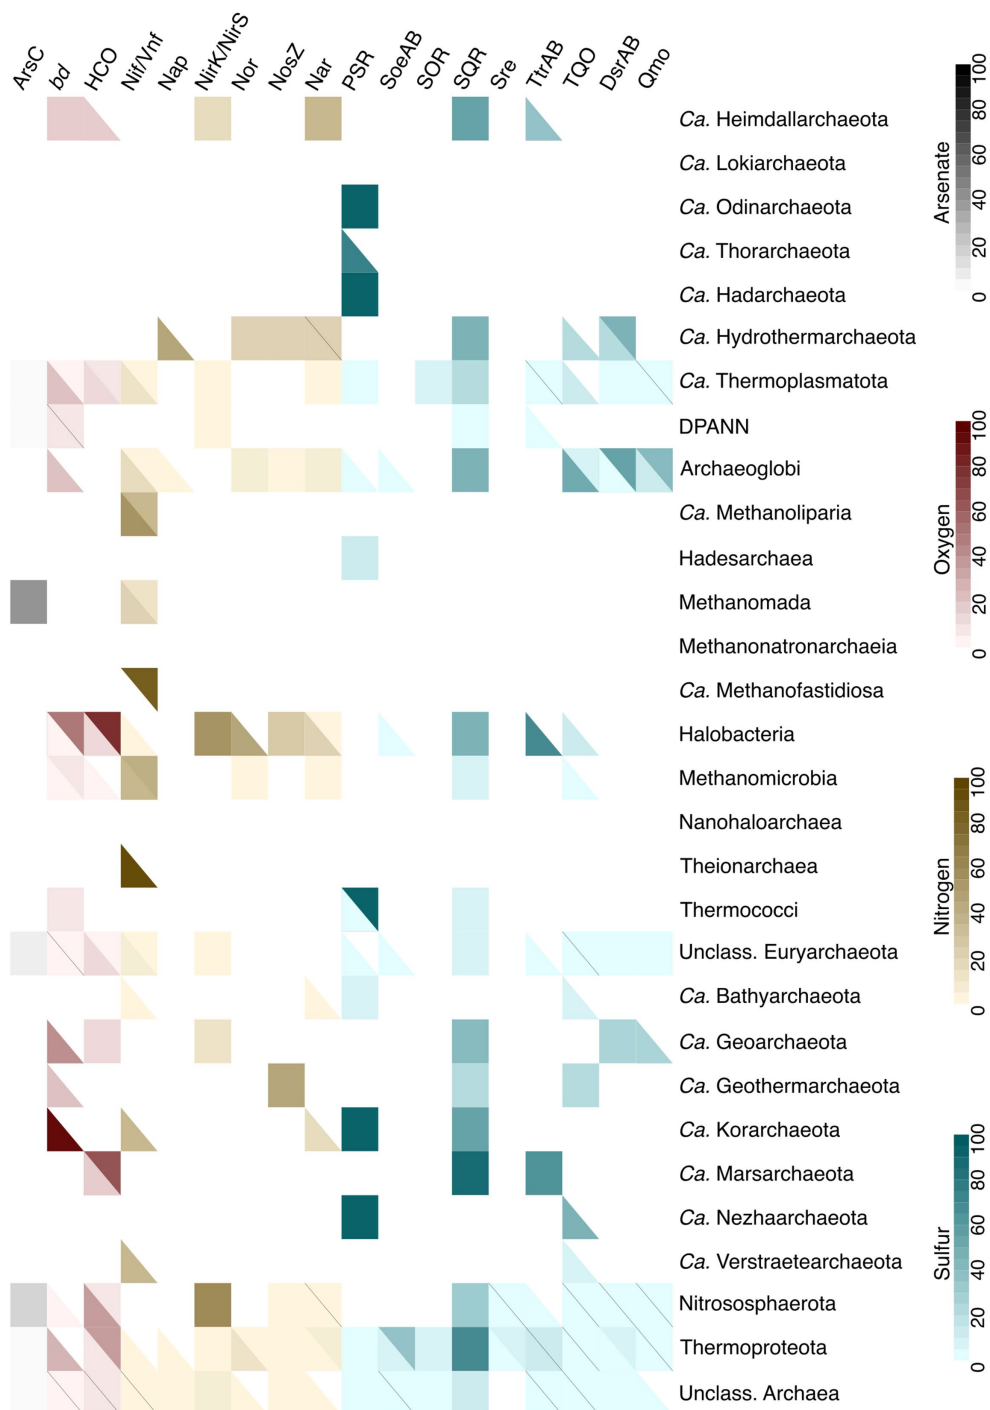 ArsC
bd
HCO
Nif/Vnf
Nap
NirK/NirS
Nor
NosZ
Nar
PSR
SoeAB
SOR
SQR
Sre
TtrAB
TQO
DsrAB
Qmo
Ca. Heimdallarchaeota
Ca. Lokiarchaeota
Ca. Odinarchaeota
Ca. Thorarchaeota
Ca. Hadarchaeota
Ca. Hydrothermarchaeota
Ca. Thermoplasmatota
DPANN
Archaeoglobi
Ca. Methanoliparia
Hadesarchaea
Methanomada
Methanonatronarchaeia
Ca. Methanofastidiosa
Halobacteria
Methanomicrobia
Nanohaloarchaea
Theionarchaea
Thermococci
Unclass. Euryarchaeota
Ca. Bathyarchaeota
Ca. Geoarchaeota
Ca. Geothermarchaeota
Ca. Korarchaeota
Ca. Marsarchaeota
Ca. Nezhaarchaeota
Ca. Verstraetearchaeota
Nitrososphaerota
Thermoproteota
Unclass. Archaea
Arsenate
0 20 40 60 80 100
Oxygen
0 20 40 60 80 100
Nitrogen
0 20 40 60 80 100
Sulfur
0 20 40 60 80 100